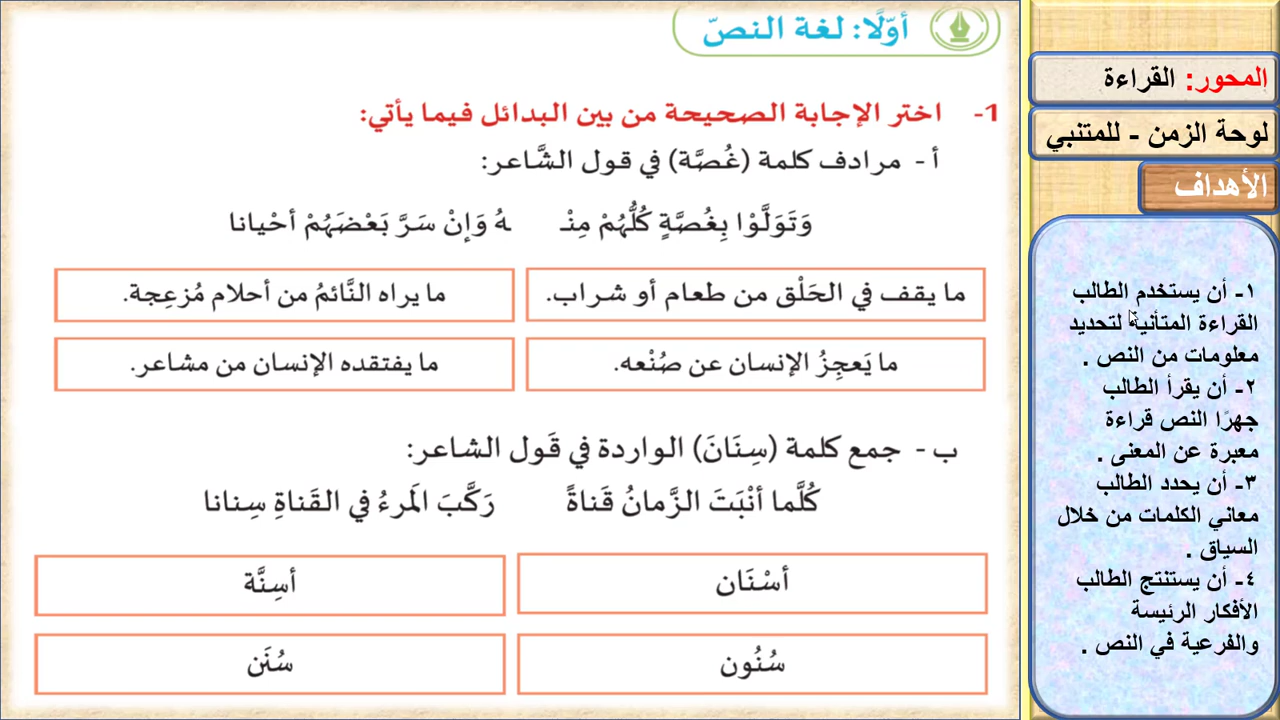 أوّلًا: لغة النصّ
1- اختر الإجابة الصحيحة من بين البدائل فيما يأتي:
أ - مرادف كلمة (غُصَّة) في قول الشَّاعر:
وَتَوَلَّوْا بِغُصَّةٍ كُلُّهُمْ مِنْـ ـهُ وَإِنْ سَرَّ بَعْضَهُمْ أحْيانا
ما يقف في الحَلْق من طعام أو شراب. ما يراه النَّائمُ من أحلام مُزعِجة.
ما يَعجِزُ الإنسان عن صُنْعه. ما يفتقده الإنسان من مشاعر.
ب - جمع كلمة (سِنَانَ) الواردة في قَول الشاعر:
كُلَّما أنْبَتَ الزَّمانُ قَناةً رَكَّبَ المَرءُ في القَناةِ سِنانا
أسْنَان أسِنَّة
سُنُون سُنَن
المحور: القراءة
لوحة الزمن - للمتنبي
الأهداف
١- أن يستخدم الطالب
القراءة المتأنية لتحديد
معلومات من النص .
٢- أن يقرأ الطالب
جهرًا النص قراءة
معبرة عن المعنى .
٣- أن يحدد الطالب
معاني الكلمات من خلال
السياق .
٤- أن يستنتج الطالب
الأفكار الرئيسة
والفرعية في النص .